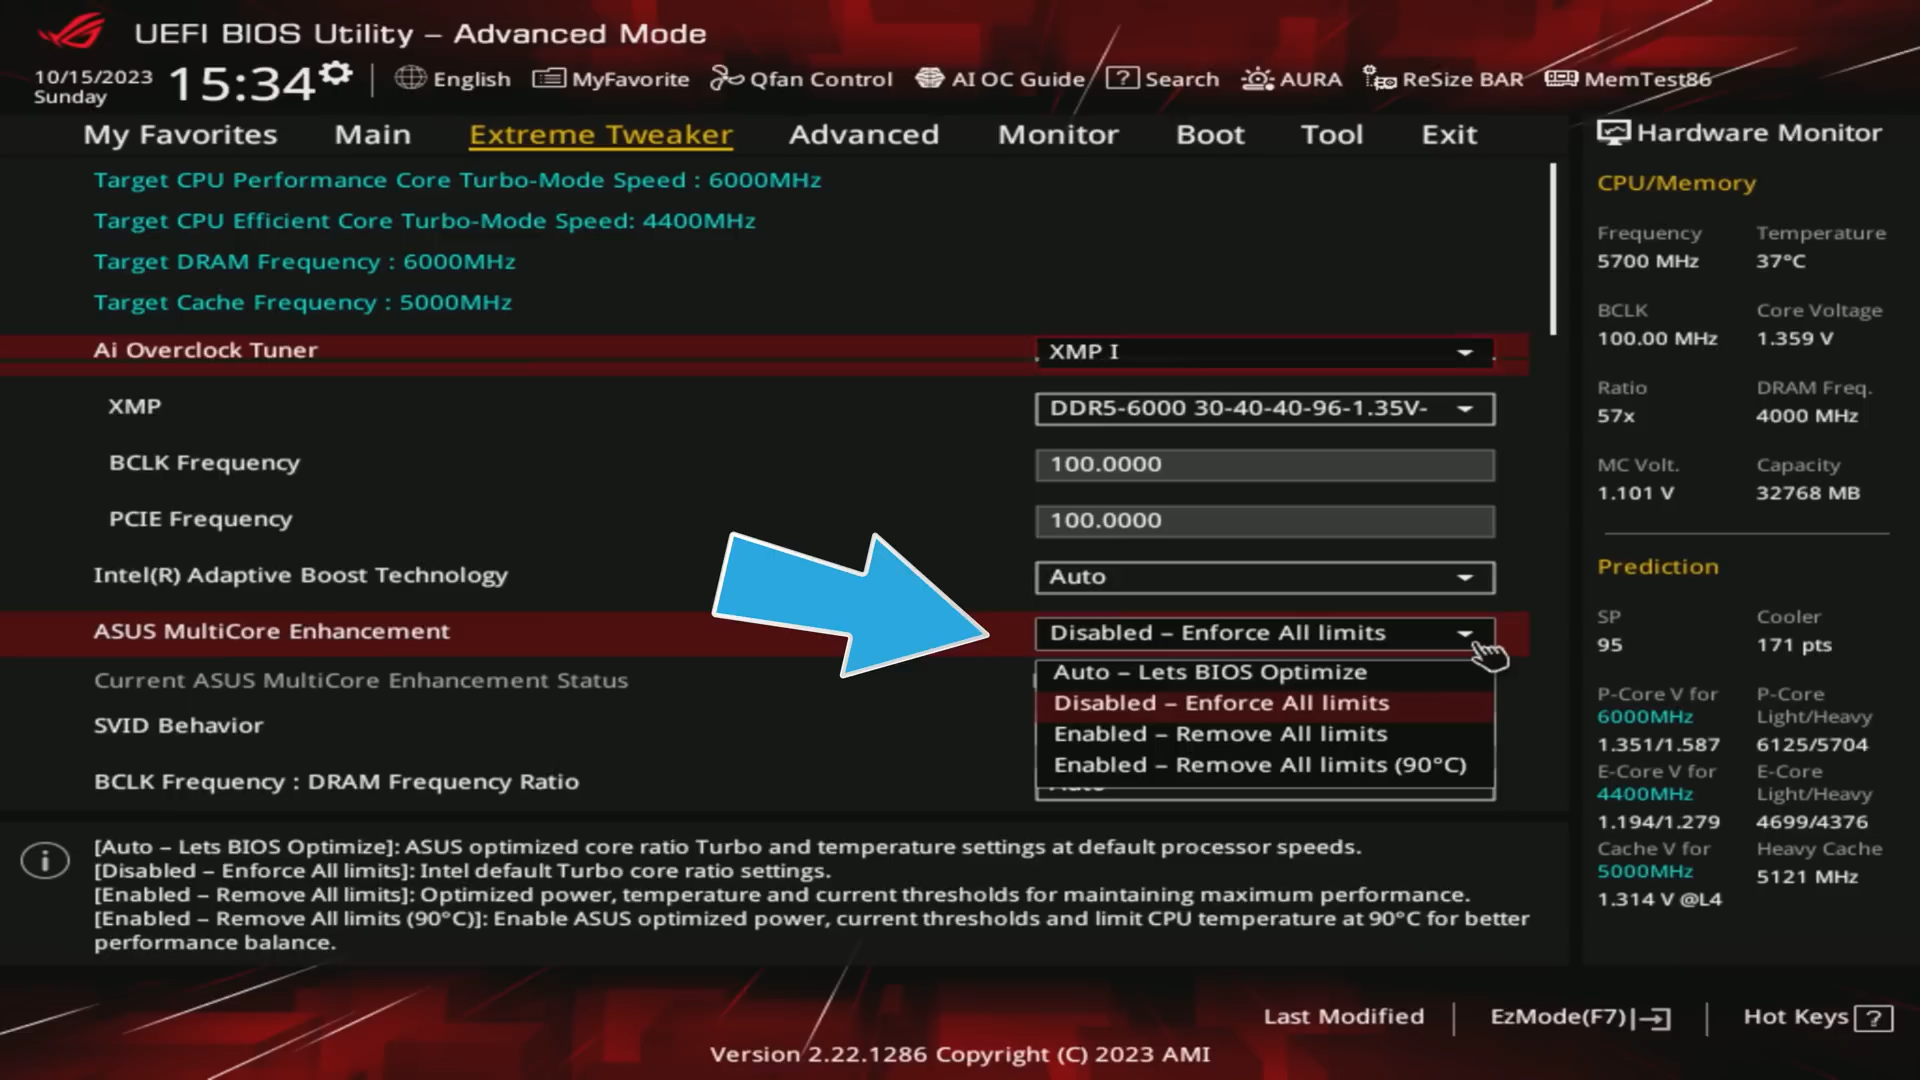 UEFI BIOS Utility – Advanced Mode
10/15/2023
Sunday
15:34
English
MyFavorite
Qfan Control
AI OC Guide
? Search
AURA
ReSize BAR
MemTest86
My Favorites
Main
Extreme Tweaker
Advanced
Monitor
Boot
Tool
Exit
Target CPU Performance Core Turbo-Mode Speed : 6000MHz
Target CPU Efficient Core Turbo-Mode Speed: 4400MHz
Target DRAM Frequency : 6000MHz
Target Cache Frequency : 5000MHz
Ai Overclock Tuner
XMP I
XMP
DDR5-6000 30-40-40-96-1.35V-
BCLK Frequency
100.0000
PCIE Frequency
100.0000
Intel(R) Adaptive Boost Technology
Auto
ASUS MultiCore Enhancement
Disabled – Enforce All limits
Auto – Lets BIOS Optimize
Disabled – Enforce All limits
Enabled – Remove All limits
Enabled – Remove All limits (90°C)
Current ASUS MultiCore Enhancement Status
SVID Behavior
BCLK Frequency : DRAM Frequency Ratio
[Auto – Lets BIOS Optimize]: ASUS optimized core ratio Turbo and temperature settings at default processor speeds.
[Disabled – Enforce All limits]: Intel default Turbo core ratio settings.
[Enabled – Remove All limits]: Optimized power, temperature and current thresholds for maintaining maximum performance.
[Enabled – Remove All limits (90°C)]: Enable ASUS optimized power, current thresholds and limit CPU temperature at 90°C for better
performance balance.
Hardware Monitor
CPU/Memory
Frequency Temperature
5700 MHz 37°C
BCLK Core Voltage
100.00 MHz 1.359 V
Ratio DRAM Freq.
57x 4000 MHz
MC Volt. Capacity
1.101 V 32768 MB
Prediction
SP Cooler
95 171 pts
P-Core V for P-Core
6000MHz Light/Heavy
1.351/1.587 6125/5704
E-Core V for E-Core
4400MHz Light/Heavy
1.194/1.279 4699/4376
Cache V for Heavy Cache
5000MHz 5121 MHz
1.314 V @L4
Last Modified
EzMode(F7)
Hot Keys ?
Version 2.22.1286 Copyright (C) 2023 AMI